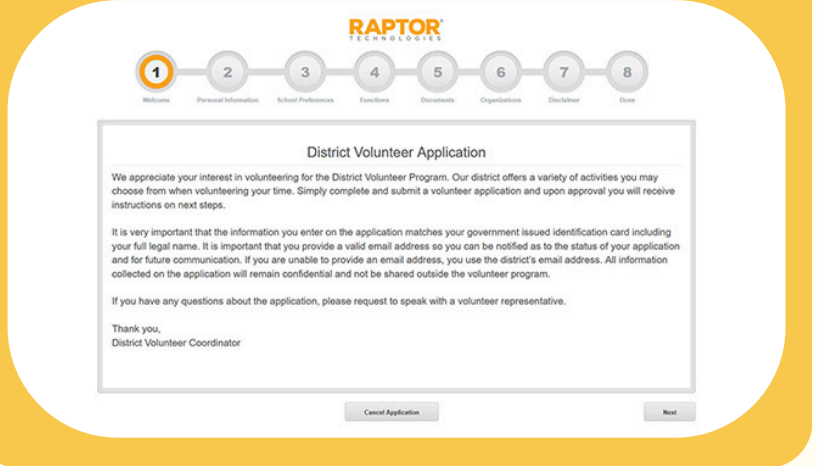 RAPTOR
TECHNOLOGIES
1 2 3 4 5 6 7 8
Welcome Personal Information School Preferences Functions Documents Organizations Disclaimer Done
District Volunteer Application
We appreciate your interest in volunteering for the District Volunteer Program. Our district offers a variety of activities you may
choose from when volunteering your time. Simply complete and submit a volunteer application and upon approval you will receive
instructions on next steps.
It is very important that the information you enter on the application matches your government issued identification card including
your full legal name. It is important that you provide a valid email address so you can be notified as to the status of your application
and for future communication. If you are unable to provide an email address, you use the district's email address. All information
collected on the application will remain confidential and not be shared outside the volunteer program.
If you have any questions about the application, please request to speak with a volunteer representative.
Thank you,
District Volunteer Coordinator
Cancel Application Next